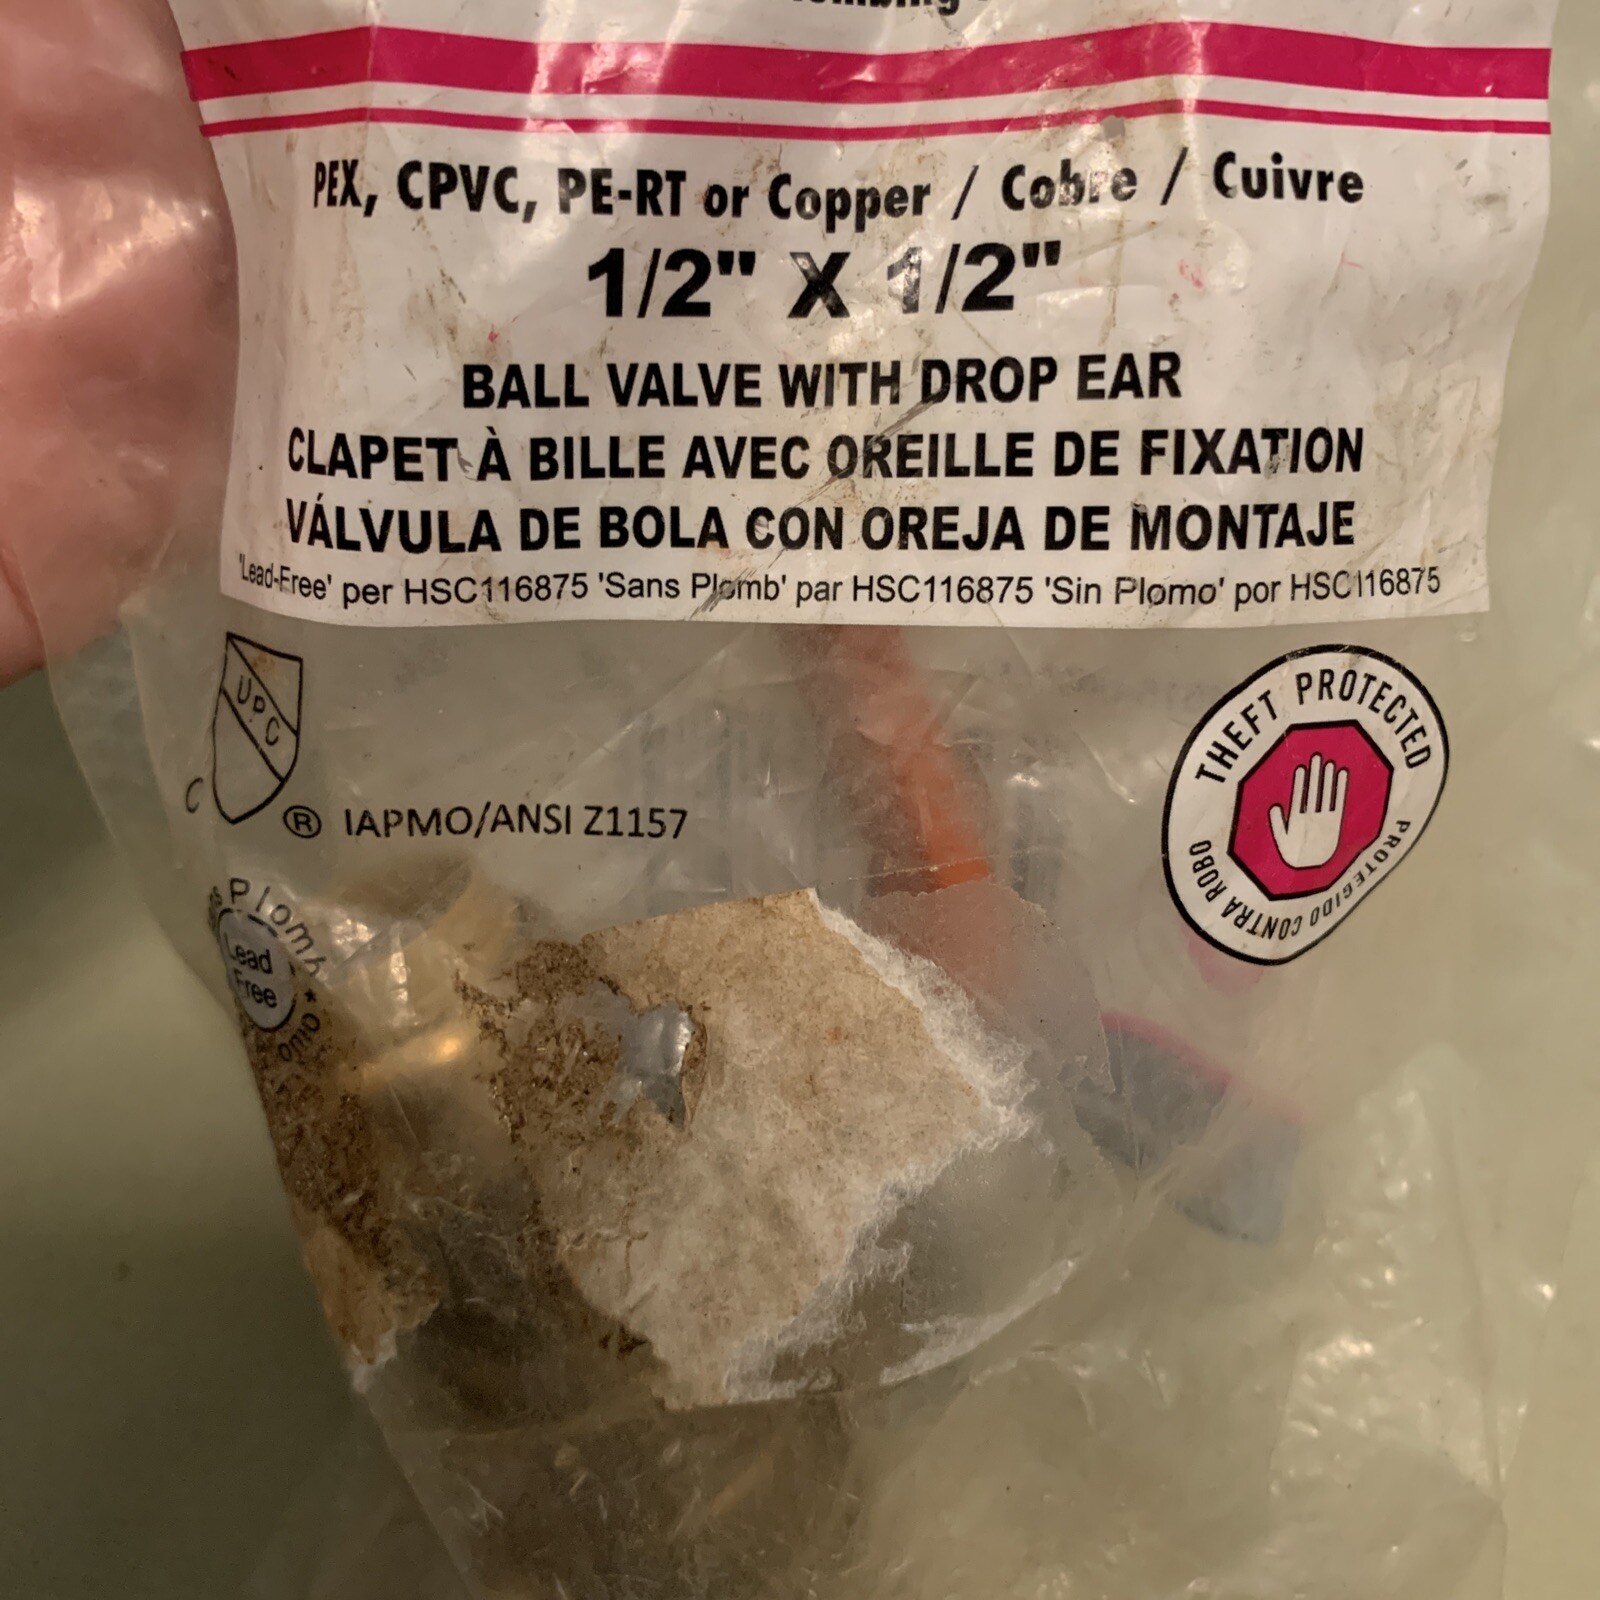 PEX, CPVC, PE-RT or Copper / Cobre / Cuivre
1/2" X 1/2"
BALL VALVE WITH DROP EAR
CLAPET À BILLE AVEC OREILLE DE FIXATION
VÁLVULA DE BOLA CON OREJA DE MONTAJE
'Lead-Free' per HSC116875 'Sans Plomb' par HSC116875 'Sin Plomo' por HSC116875
UPC
C
® IAPMO/ANSI Z1157
THEFT PROTECTED
PROTEGIDO CONTRA ROBO
Plomb *
Lead
Free